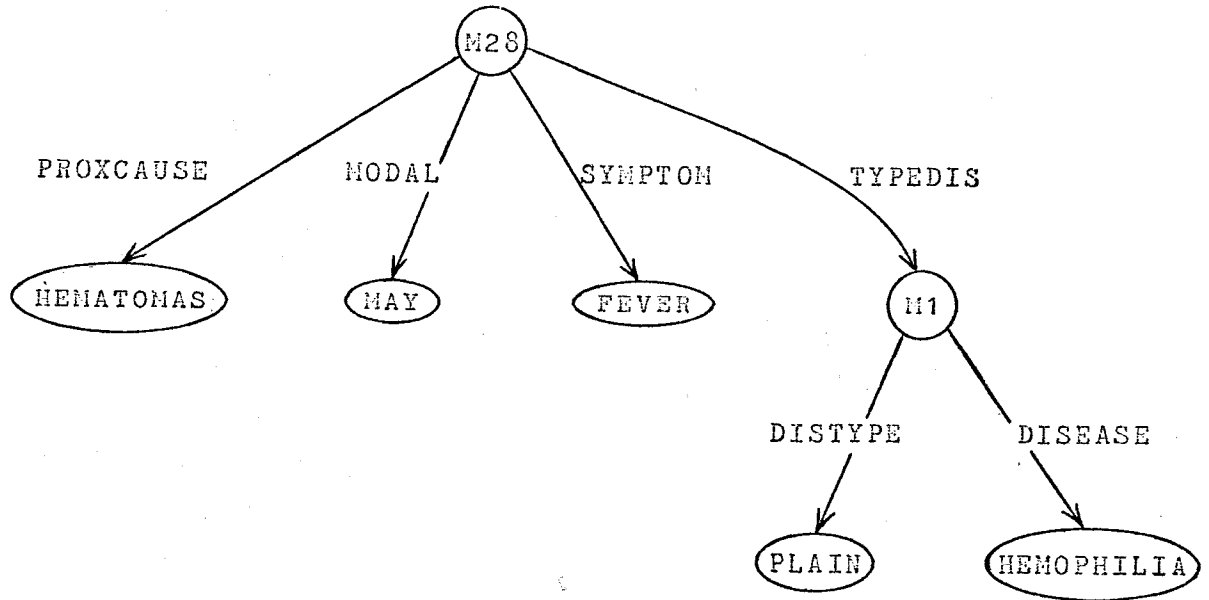 M28
PROXCAUSE MODAL SYMPTOM TYPEDIS
HEMATOMAS MAY FEVER M1
DISTYPE DISEASE
PLAIN HEMOPHILIA